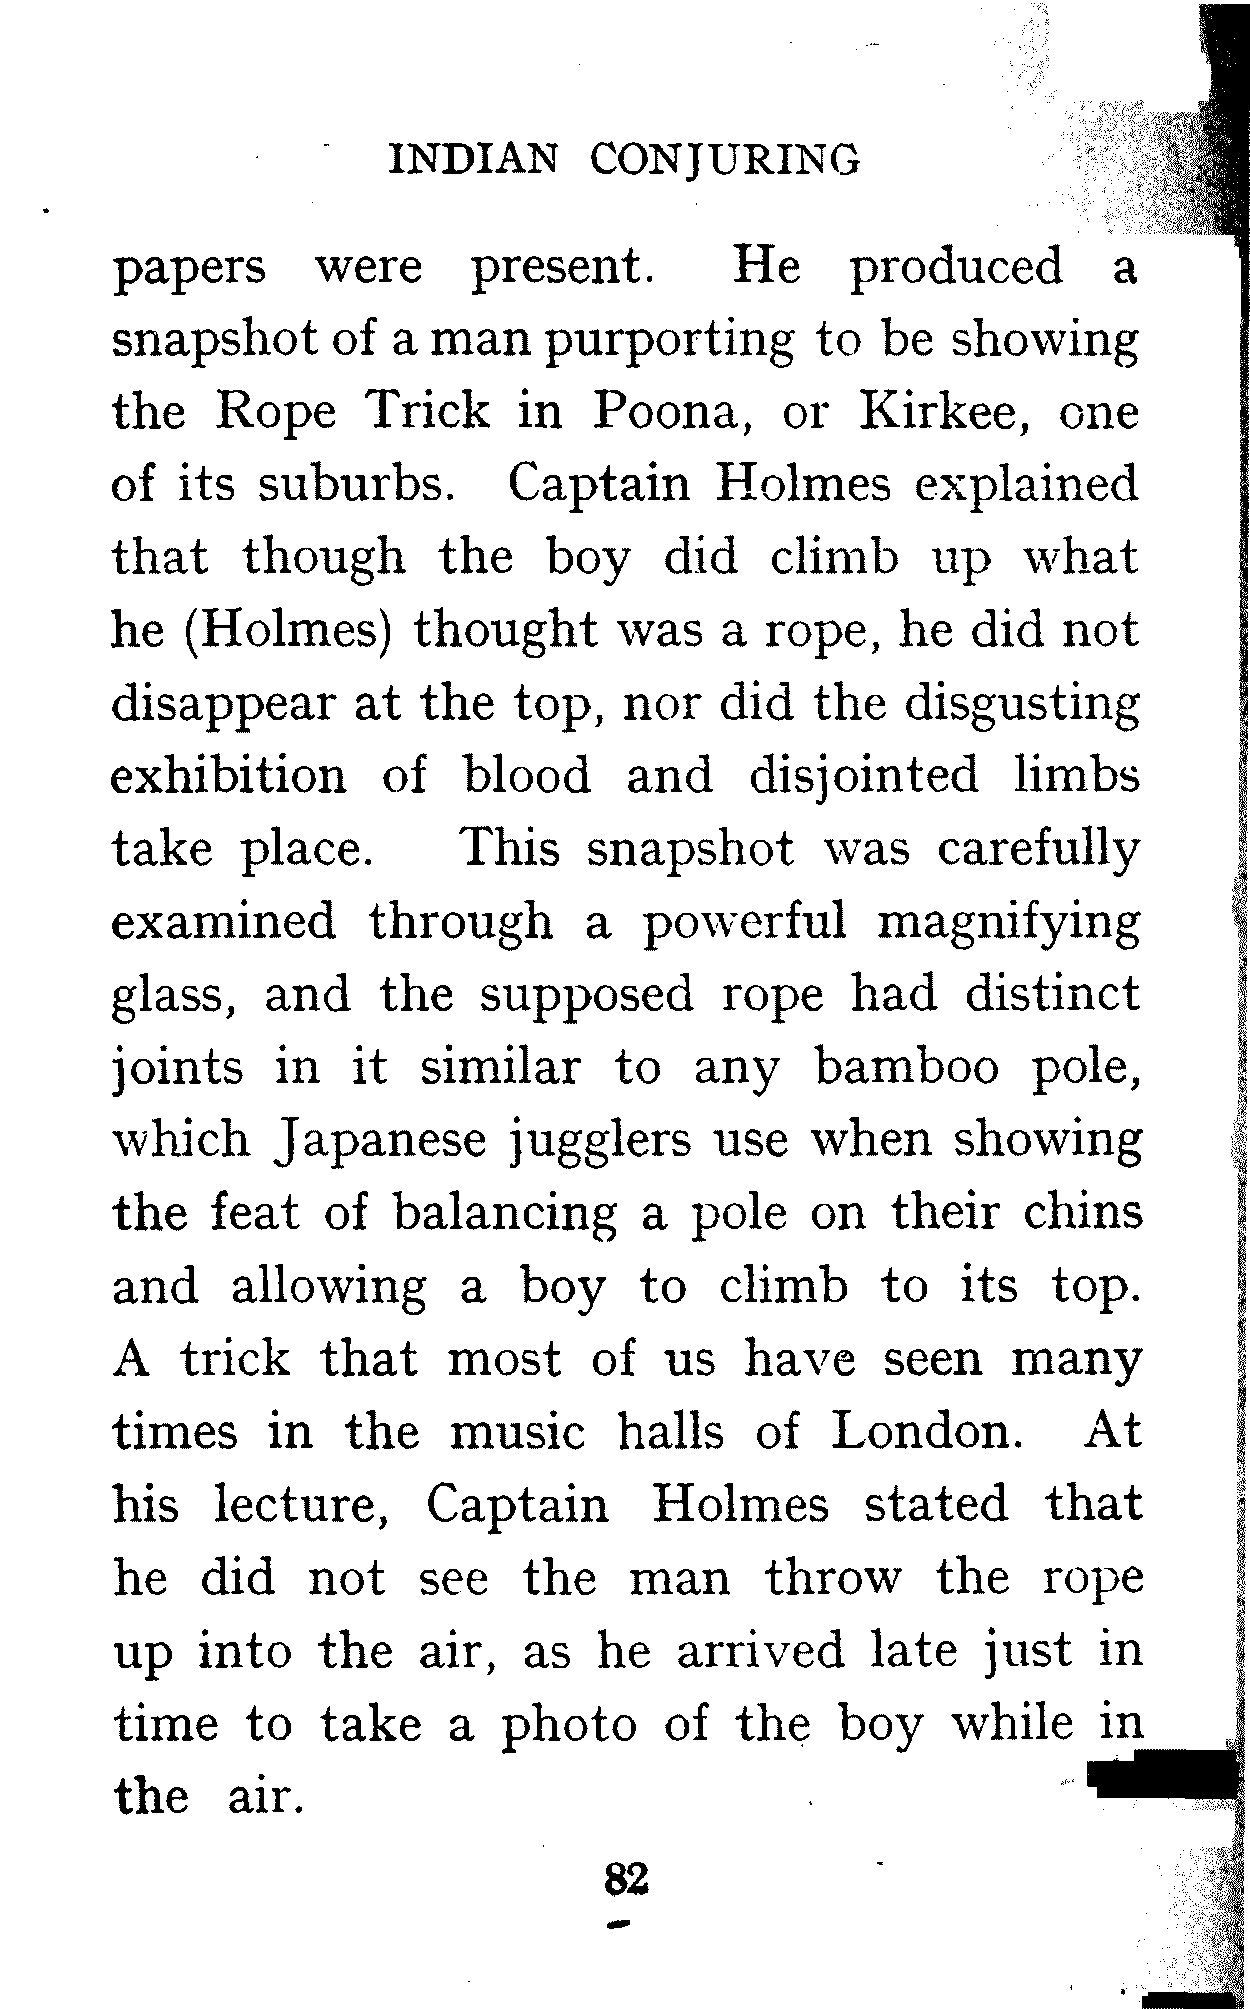 INDIAN CONJURING
papers were present. He produced a
snapshot of a man purporting to be showing
the Rope Trick in Poona, or Kirkee, one
of its suburbs. Captain Holmes explained
that though the boy did climb up what
he (Holmes) thought was a rope, he did not
disappear at the top, nor did the disgusting
exhibition of blood and disjointed limbs
take place. This snapshot was carefully
examined through a powerful magnifying
glass, and the supposed rope had distinct
joints in it similar to any bamboo pole,
which Japanese jugglers use when showing
the feat of balancing a pole on their chins
and allowing a boy to climb to its top.
A trick that most of us have seen many
times in the music halls of London. At
his lecture, Captain Holmes stated that
he did not see the man throw the rope
up into the air, as he arrived late just in
time to take a photo of the boy while in
the air.
82